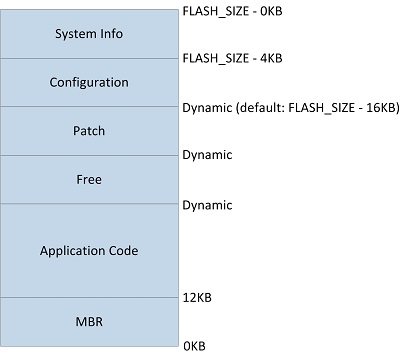 FLASH_SIZE - 0KB
System Info
FLASH_SIZE - 4KB
Configuration
Dynamic (default: FLASH_SIZE - 16KB)
Patch
Dynamic
Free
Dynamic
Application Code
12KB
MBR
0KB